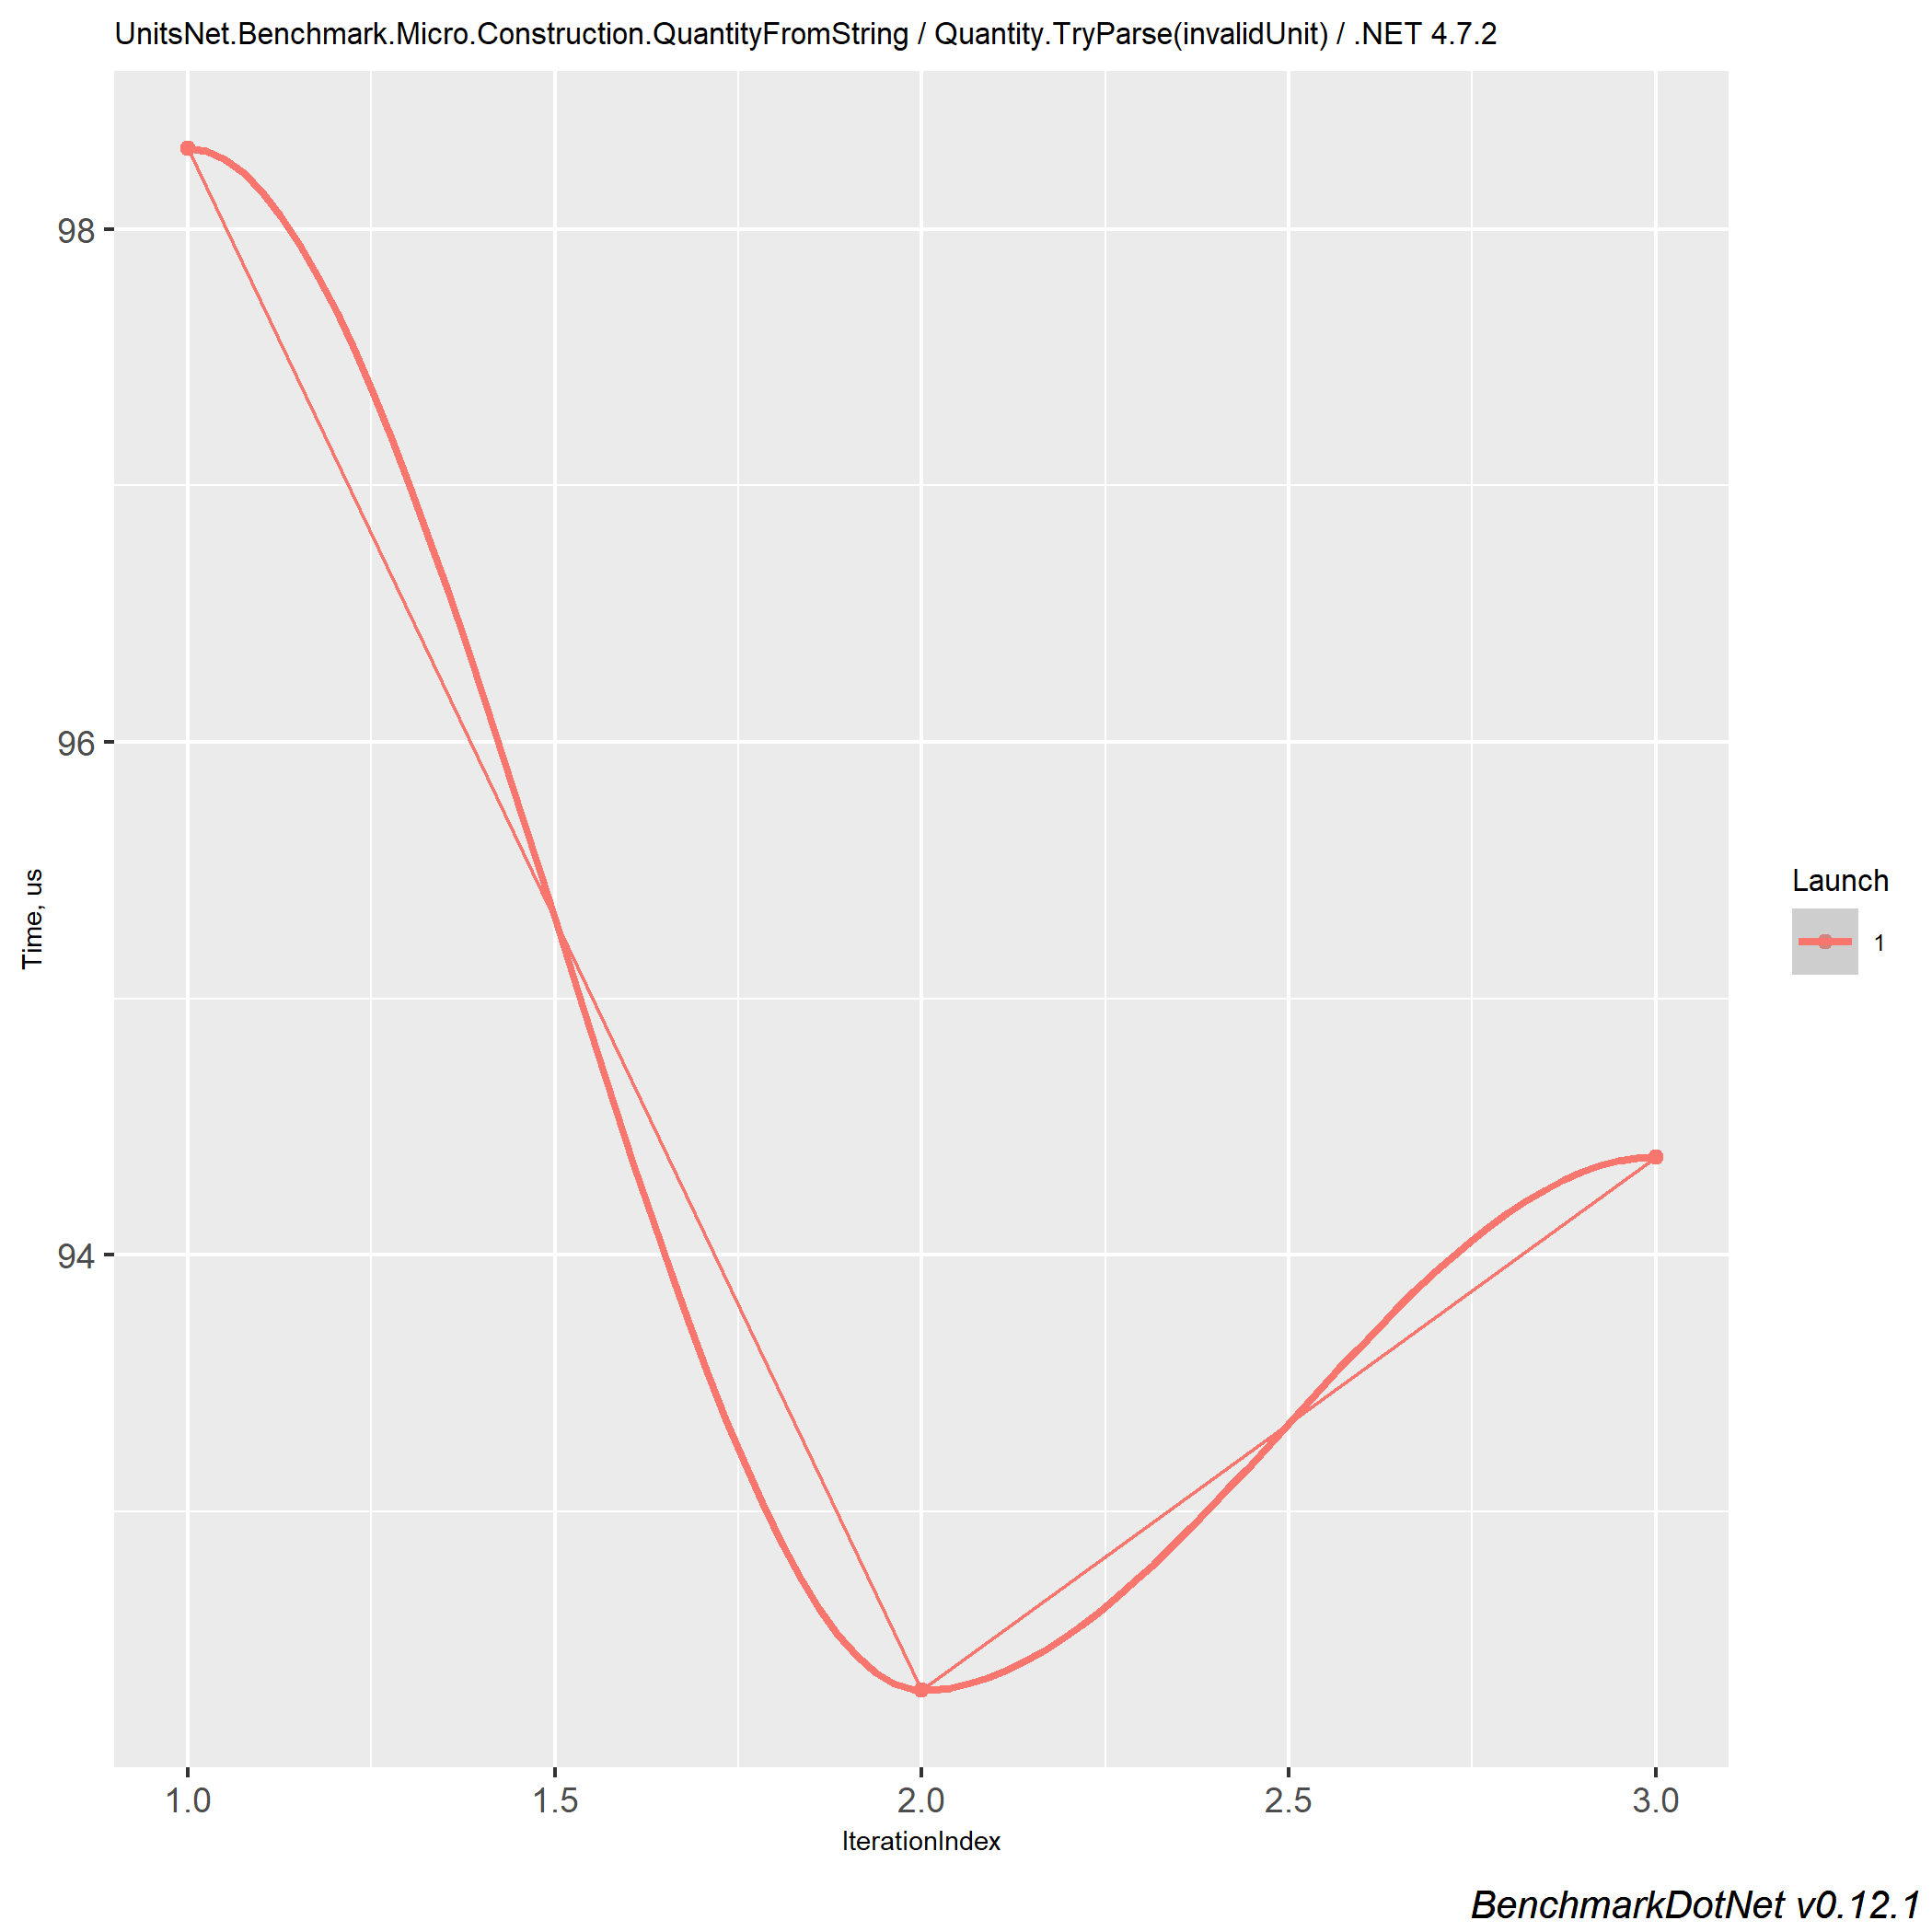 UnitsNet.Benchmark.Micro.Construction.QuantityFromString / Quantity.TryParse(invalidUnit) / .NET 4.7.2
98
96
94
Time, us
1.0 1.5 2.0 2.5 3.0
IterationIndex
Launch
1
BenchmarkDotNet v0.12.1